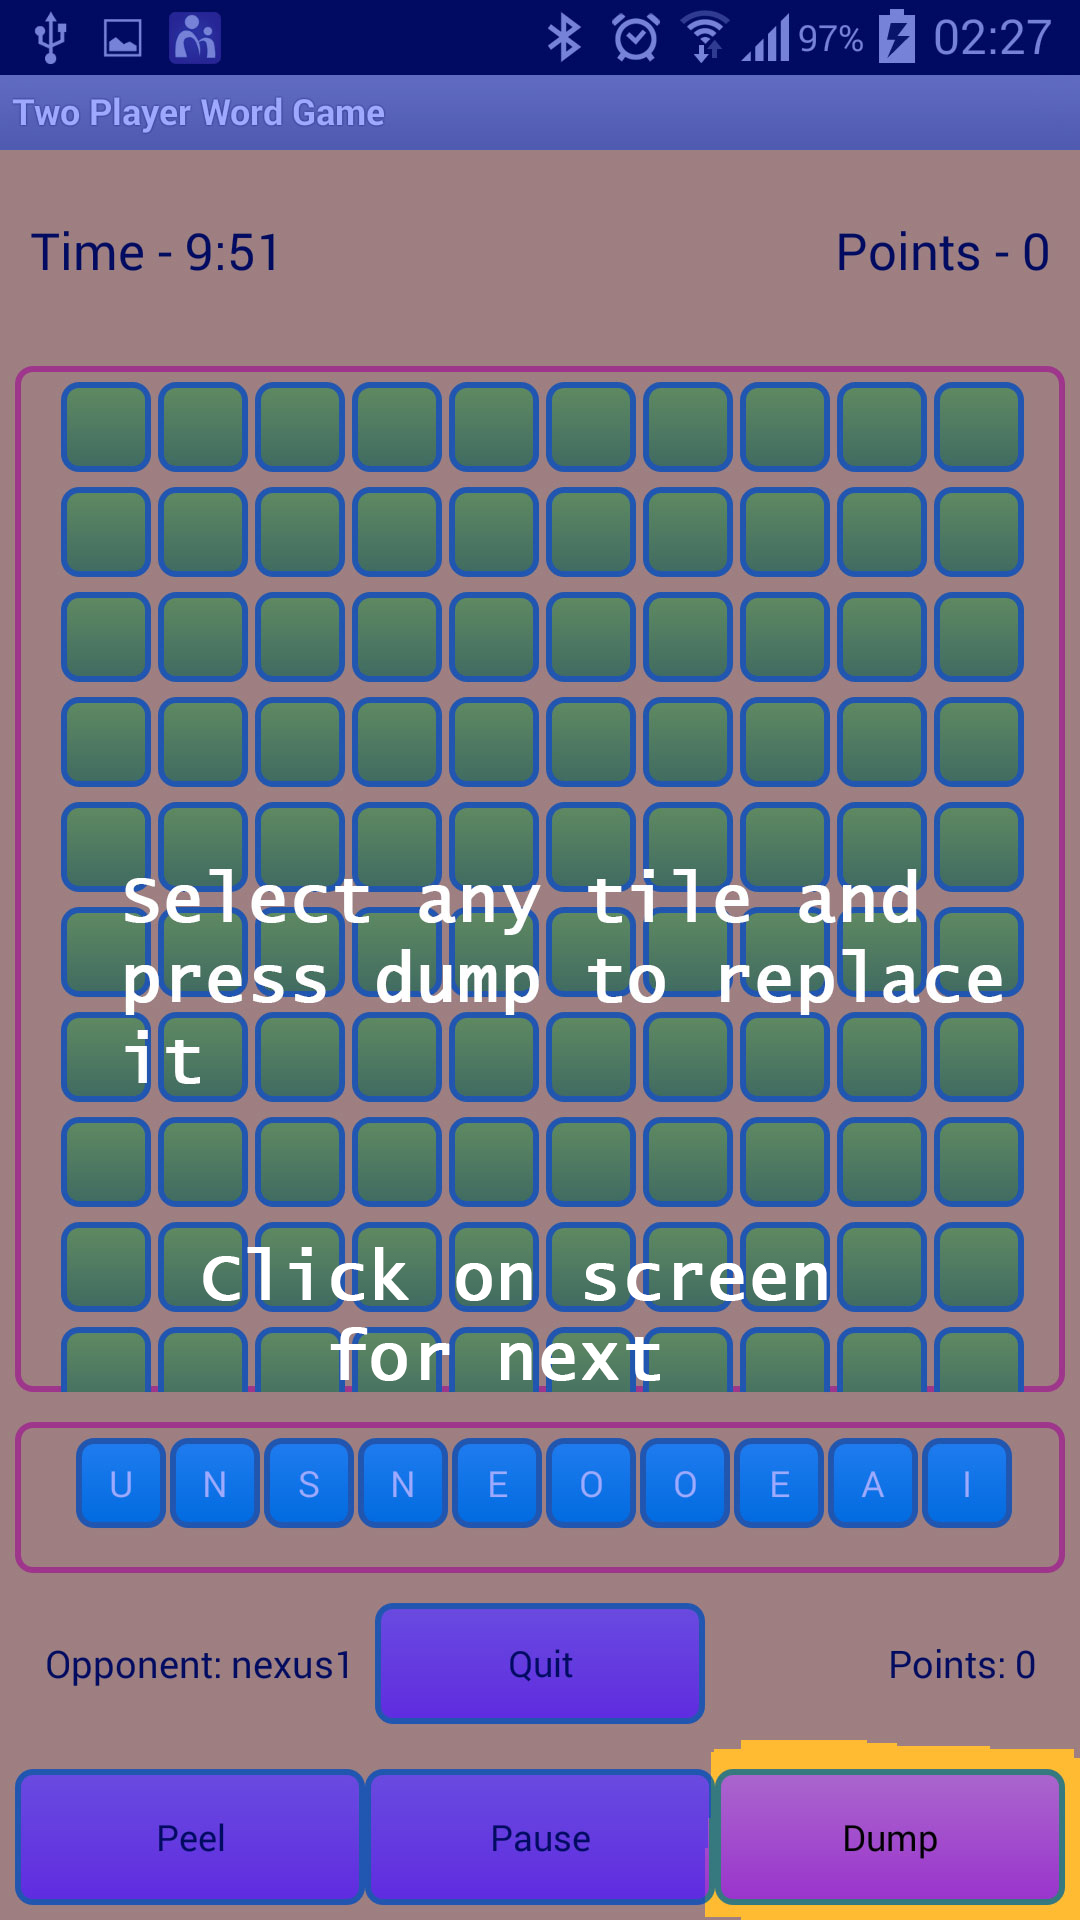 97% 02:27
Two Player Word Game
Time - 9:51 Points - 0
Select any tile and
press dump to replace
it
Click on screen
for next
U N S N E O O E A I
Opponent: nexus1 Quit Points: 0
Peel Pause Dump